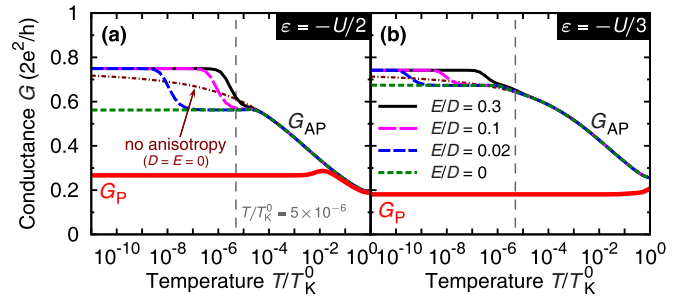 (a)
ε = −U/2
(b)
ε = −U/3
Conductance G (2e²/h)
1
0.8
0.6
0.4
0.2
0
G_AP
no anisotropy
(D = E = 0)
G_P
T/T_K^0 = 5×10^-6
G_AP
E/D = 0.3
E/D = 0.1
E/D = 0.02
E/D = 0
G_P
10^-10 10^-8 10^-6 10^-4 10^-2 10^0
10^-10 10^-8 10^-6 10^-4 10^-2 10^0
Temperature T/T_K^0
Temperature T/T_K^0